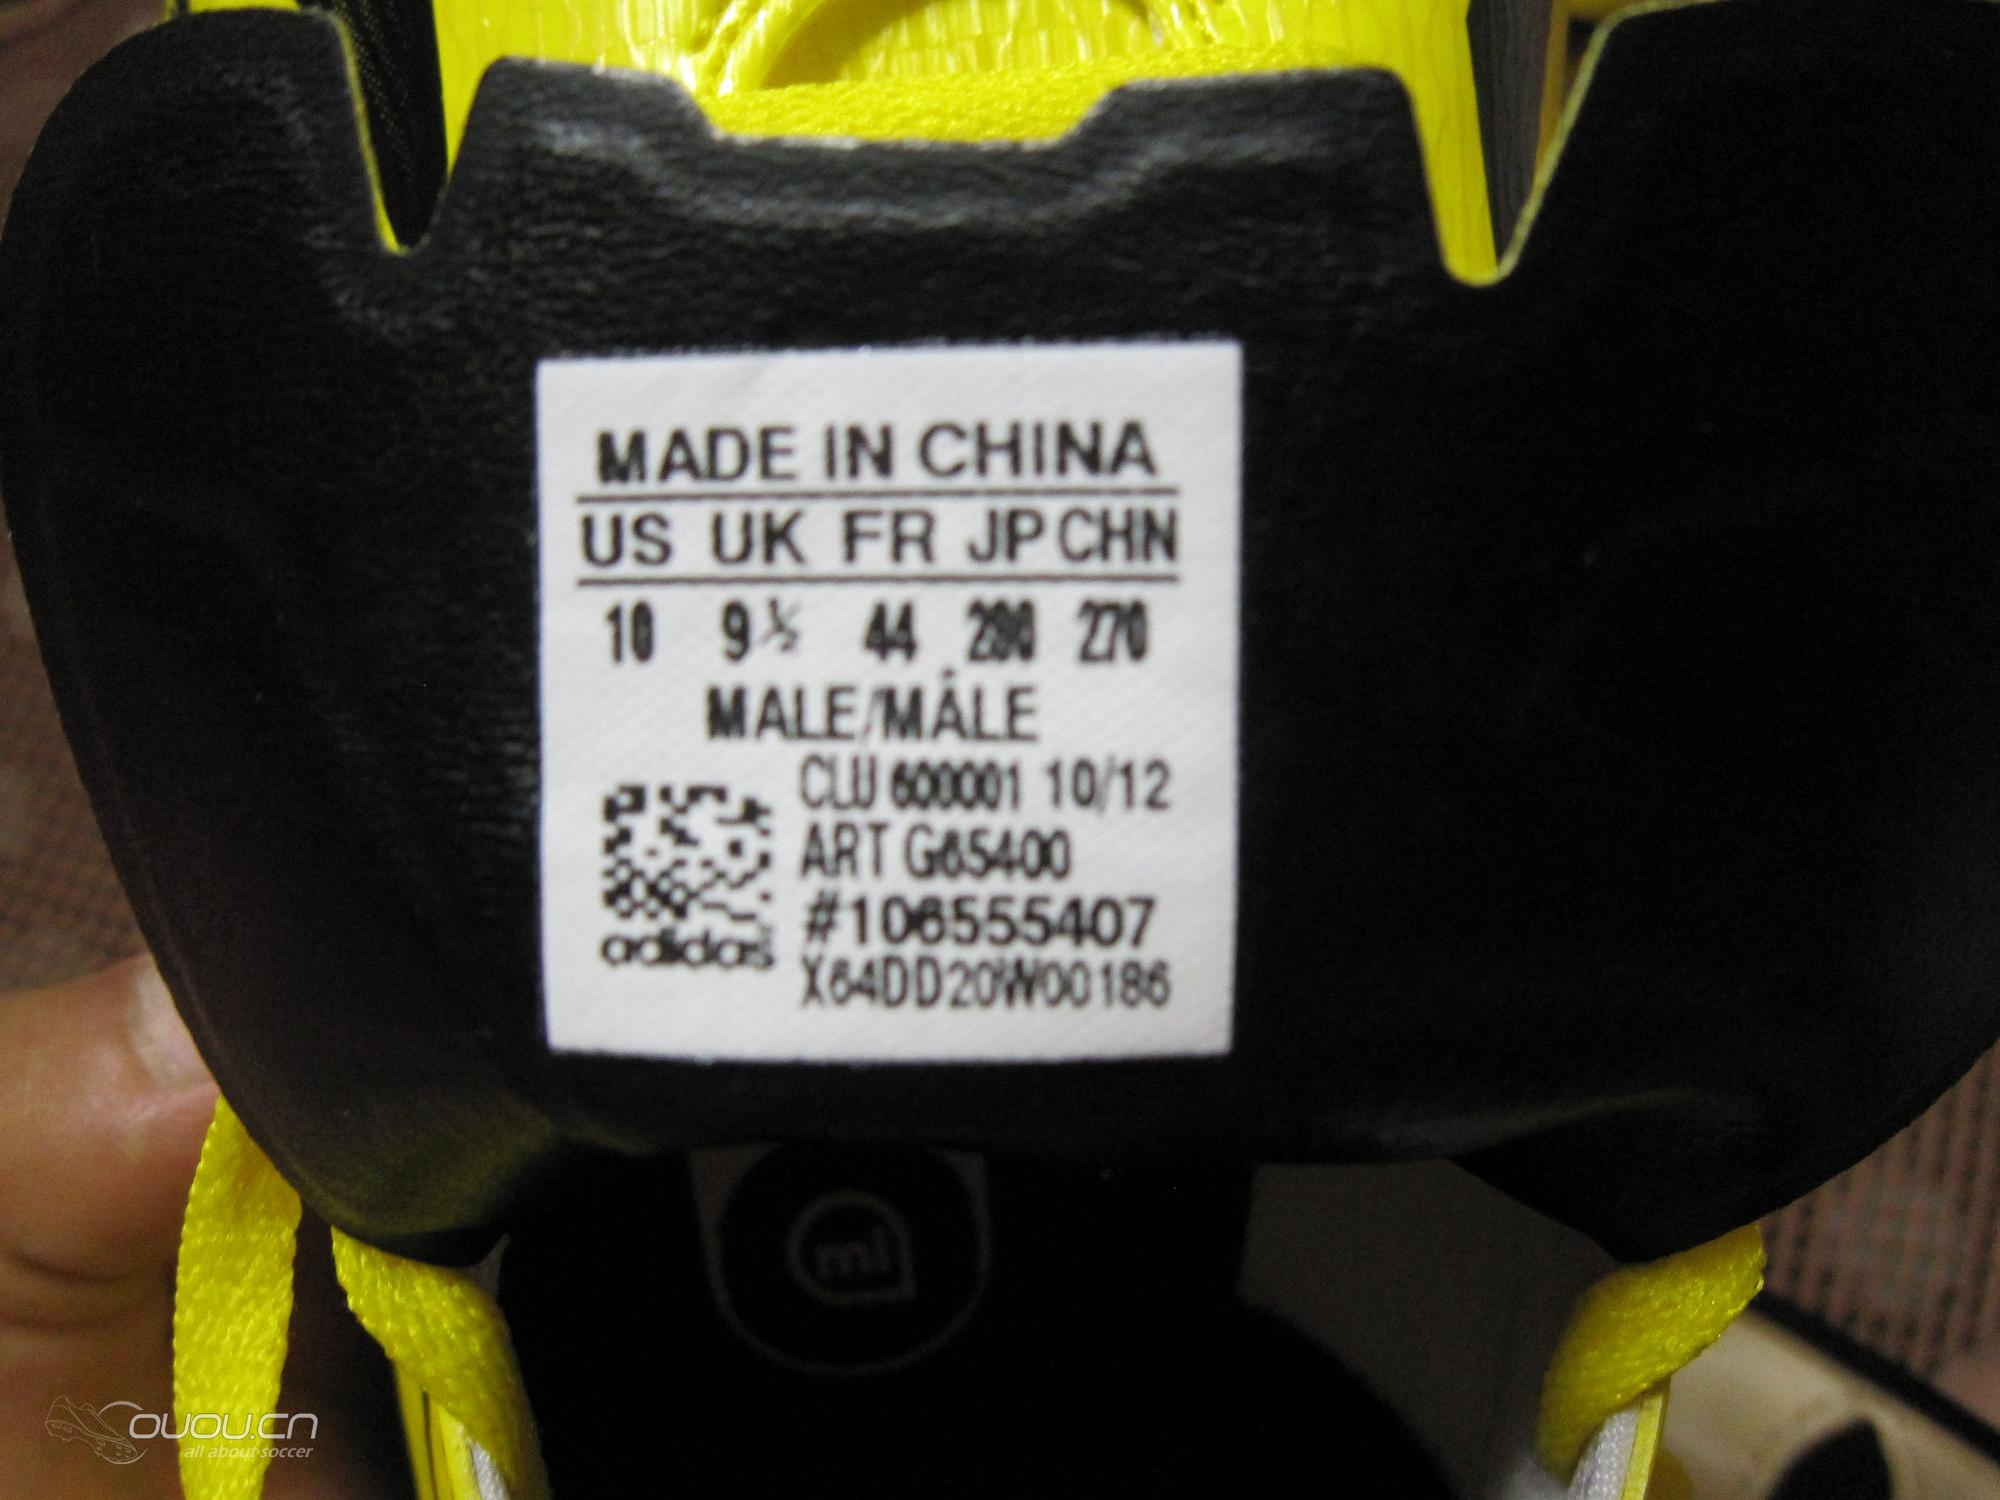 MADE IN CHINA
US UK FR JP CHN
10 9½ 44 280 270
MALE/MÂLE
CLU 600001 10/12
ART G65400
#106555407
X64DD20W00186
adidas
mi
ouou.cn
all about soccer